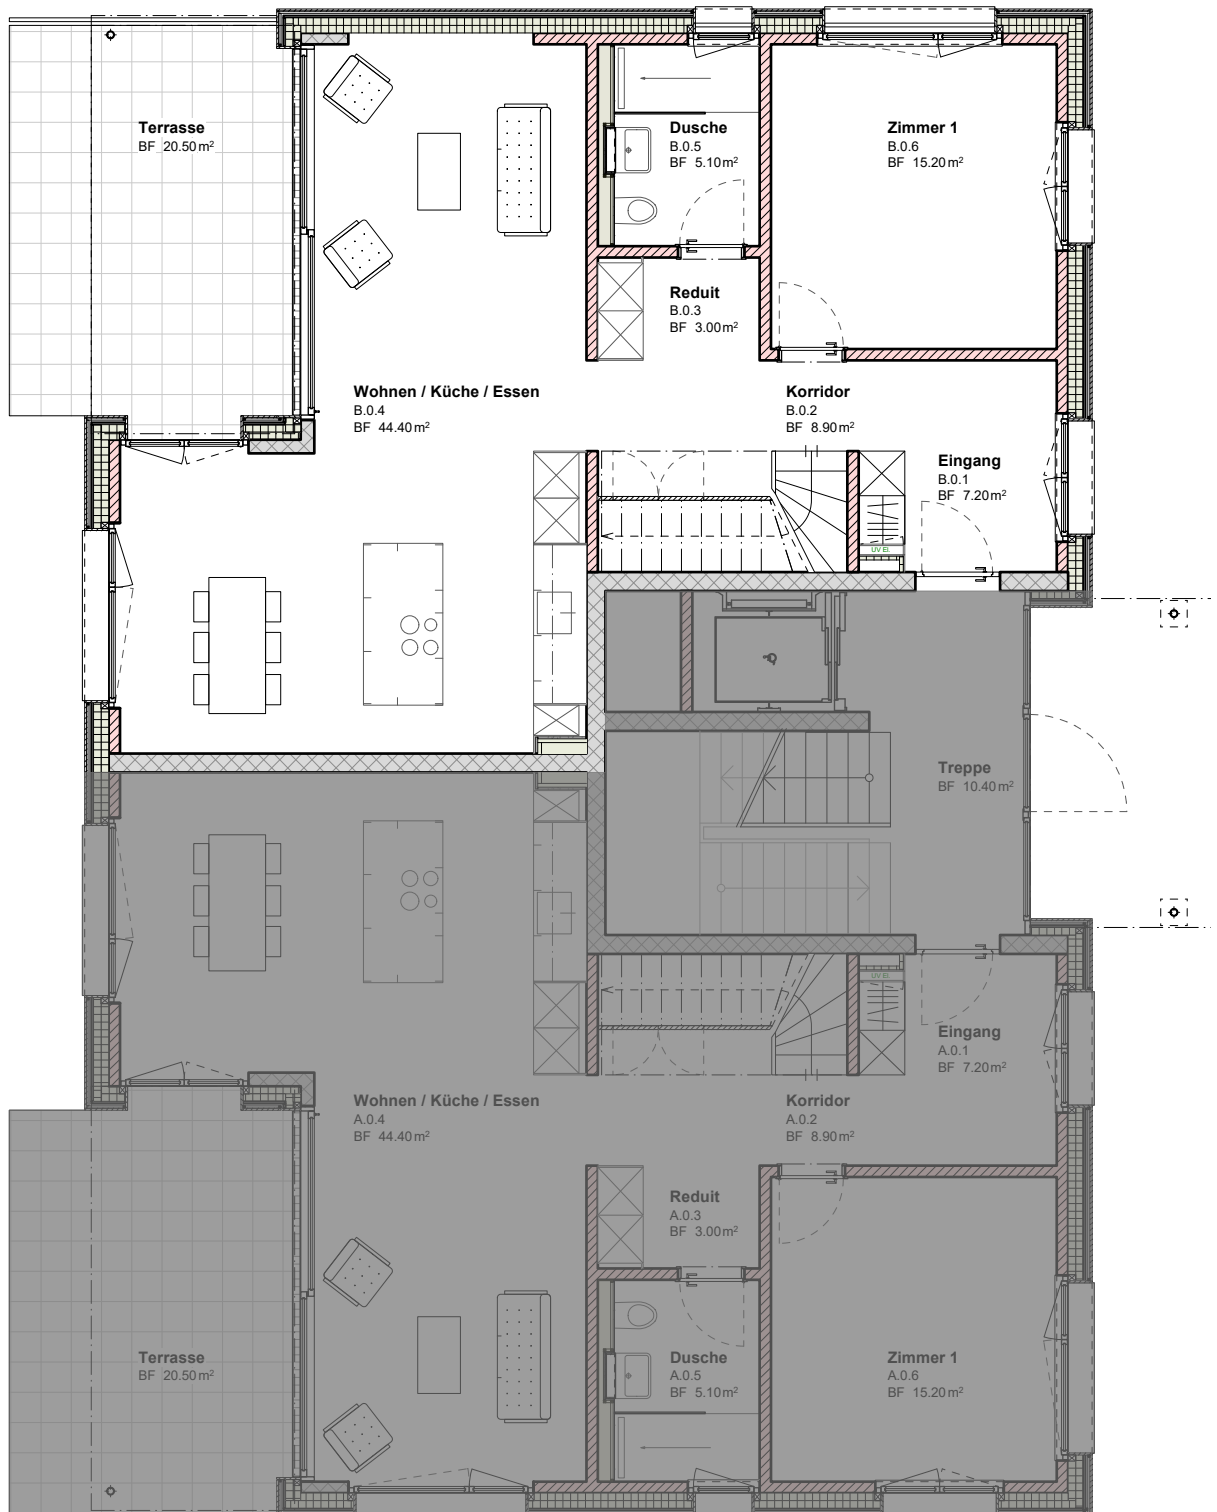 Terrasse
BF 20.50 m²
Dusche
B.0.5
BF 5.10 m²
Zimmer 1
B.0.6
BF 15.20 m²
Reduit
B.0.3
BF 3.00 m²
Wohnen / Küche / Essen
B.0.4
BF 44.40 m²
Korridor
B.0.2
BF 8.90 m²
Eingang
B.0.1
BF 7.20 m²
UV El.
Treppe
BF 10.40 m²
UV El.
Eingang
A.0.1
BF 7.20 m²
Wohnen / Küche / Essen
A.0.4
BF 44.40 m²
Korridor
A.0.2
BF 8.90 m²
Reduit
A.0.3
BF 3.00 m²
Terrasse
BF 20.50 m²
Dusche
A.0.5
BF 5.10 m²
Zimmer 1
A.0.6
BF 15.20 m²